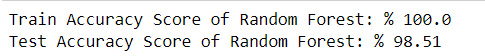 Train Accuracy Score of Random Forest: % 100.0
Test Accuracy Score of Random Forest: % 98.51